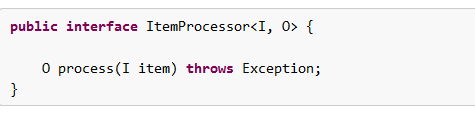 public interface ItemProcessor<I, O> {
    O process(I item) throws Exception;
}